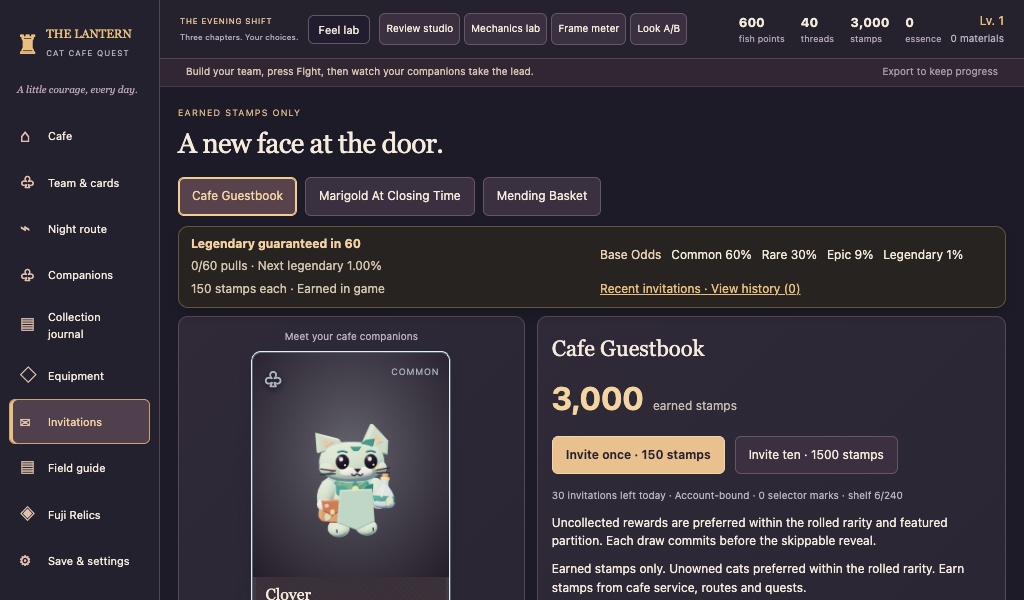 THE LANTERN
CAT CAFE QUEST
A little courage, every day.
Cafe
Team & cards
Night route
Companions
Collection
journal
Equipment
Invitations
Field guide
Fuji Relics
Save & settings
THE EVENING SHIFT
Three chapters. Your choices.
Feel lab
Review studio
Mechanics lab
Frame meter
Look A/B
600
fish points
40
threads
3,000
stamps
0
essence
Lv. 1
0 materials
Build your team, press Fight, then watch your companions take the lead.
Export to keep progress
EARNED STAMPS ONLY
A new face at the door.
Cafe Guestbook
Marigold At Closing Time
Mending Basket
Legendary guaranteed in 60
0/60 pulls · Next legendary 1.00%
150 stamps each · Earned in game
Base Odds Common 60% Rare 30% Epic 9% Legendary 1%
Recent invitations · View history (0)
Meet your cafe companions
COMMON
Clover
Cafe Guestbook
3,000 earned stamps
Invite once · 150 stamps
Invite ten · 1500 stamps
30 invitations left today · Account-bound · 0 selector marks · shelf 6/240
Uncollected rewards are preferred within the rolled rarity and featured
partition. Each draw commits before the skippable reveal.
Earned stamps only. Unowned cats preferred within the rolled rarity. Earn
stamps from cafe service, routes and quests.